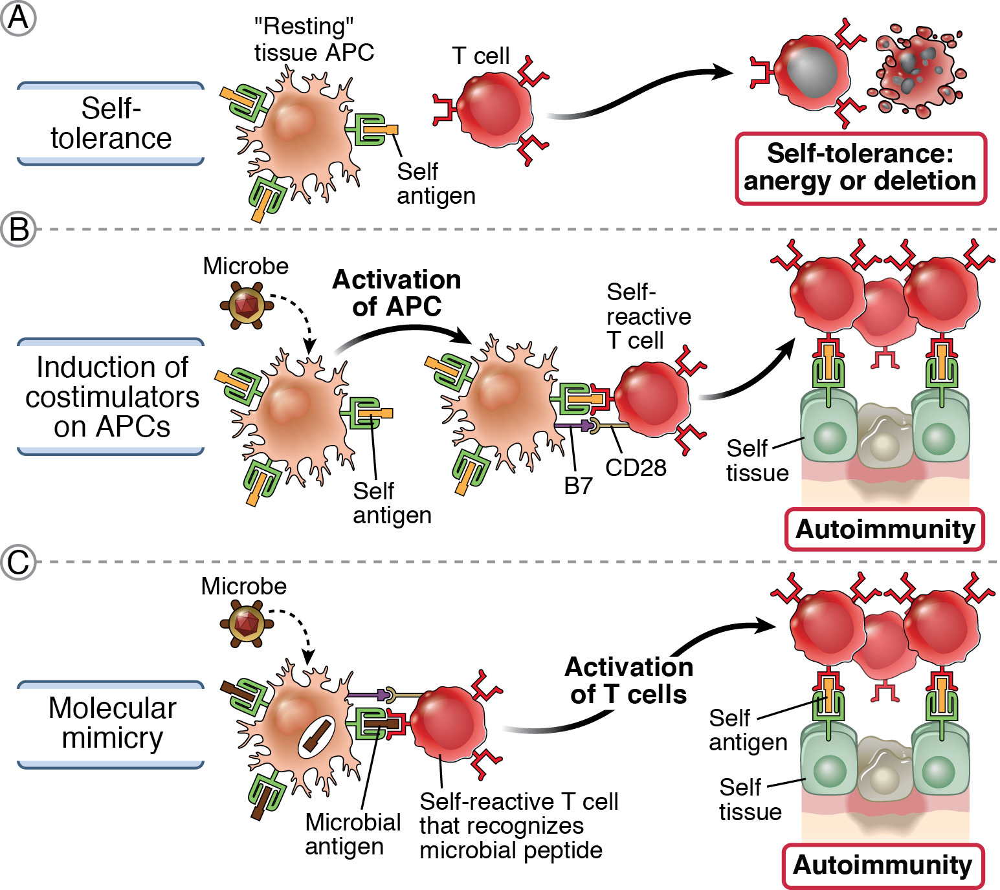 A
"Resting"
tissue APC
T cell
Self-
tolerance
Self
antigen
Self-tolerance:
anergy or deletion
B
Microbe
Activation
of APC
Self-
reactive
T cell
Induction of
costimulators
on APCs
Self
antigen
B7
CD28
Self
tissue
Autoimmunity
C
Microbe
Molecular
mimicry
Activation
of T cells
Microbial
antigen
Self-reactive T cell
that recognizes
microbial peptide
Self
antigen
Self
tissue
Autoimmunity